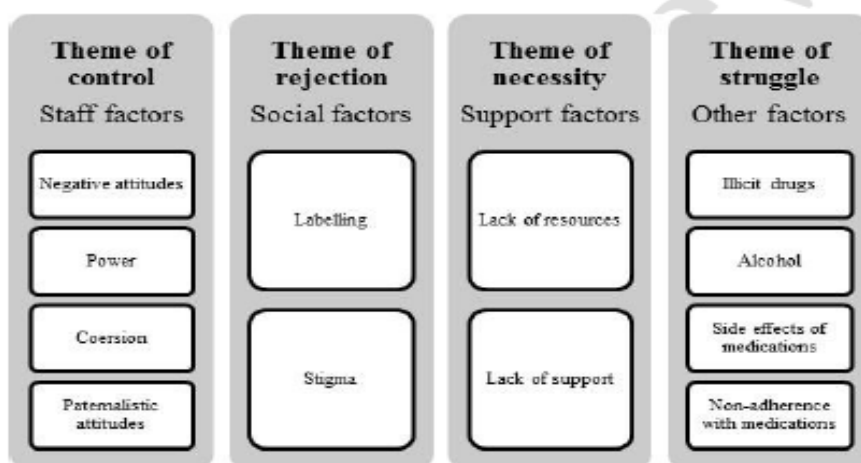 Theme of
control
Staff factors
Negative attitudes
Power
Coersion
Paternalistic
attitudes
Theme of
rejection
Social factors
Labelling
Stigma
Theme of
necessity
Support factors
Lack of resources
Lack of support
Theme of
struggle
Other factors
Illicit drugs
Alcohol
Side effects of
medications
Non-adherence
with medications